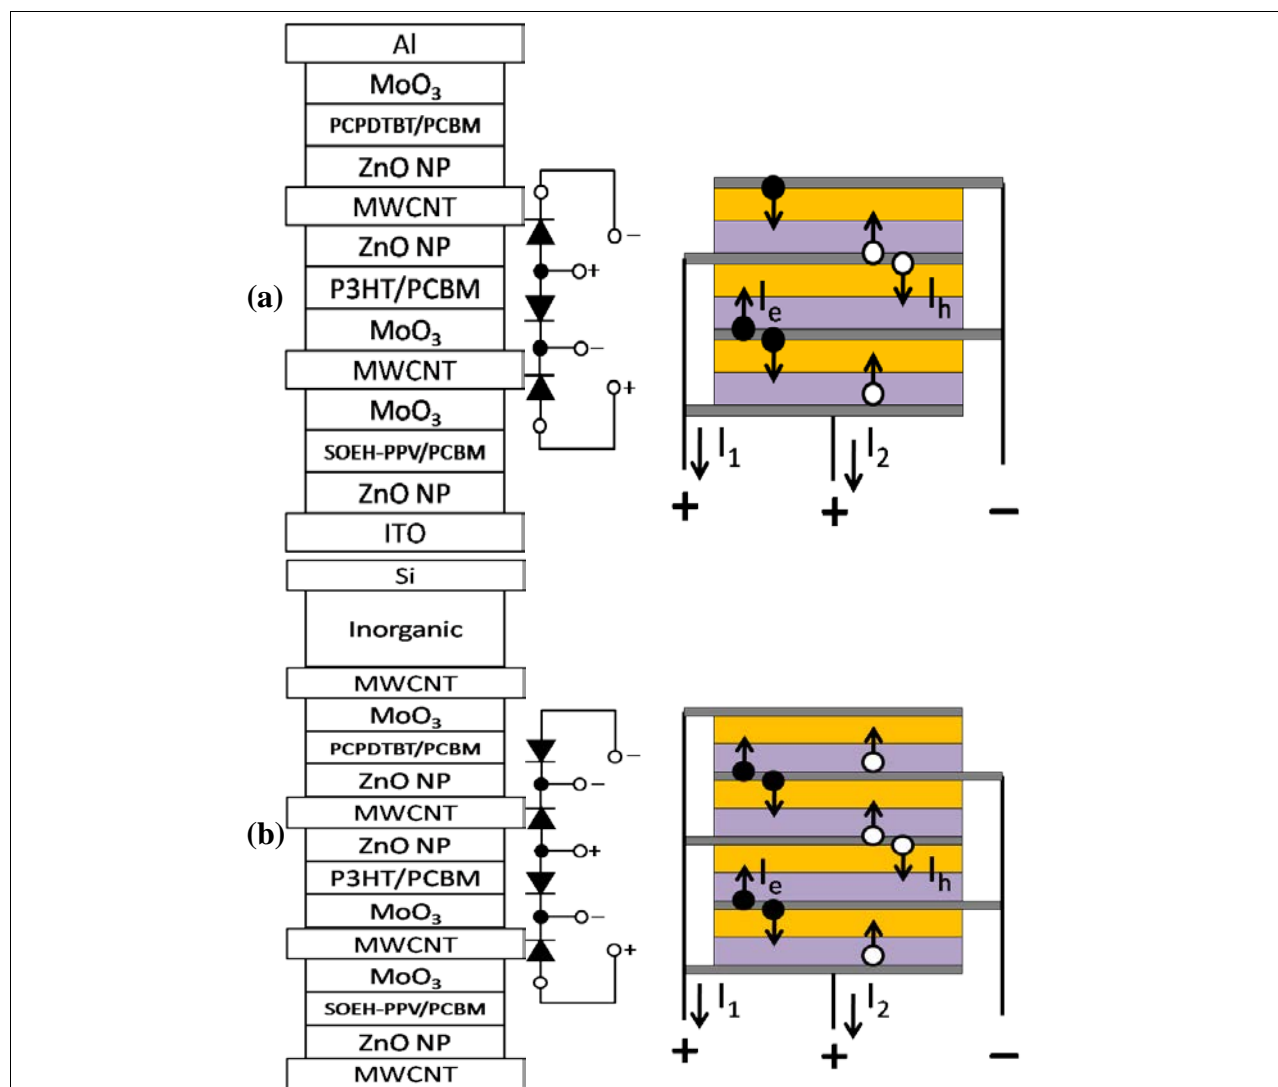 Al
MoO₃
PCPDTBT/PCBM
ZnO NP
MWCNT
ZnO NP
P3HT/PCBM
MoO₃
MWCNT
MoO₃
SOEH-PPV/PCBM
ZnO NP
ITO
(a)
−
+
−
+
Iₑ
Iₕ
I₁
I₂
+
+
−
Si
Inorganic
MWCNT
MoO₃
PCPDTBT/PCBM
ZnO NP
MWCNT
ZnO NP
P3HT/PCBM
MoO₃
MWCNT
MoO₃
SOEH-PPV/PCBM
ZnO NP
MWCNT
(b)
−
−
+
−
+
Iₑ
Iₕ
I₁
I₂
+
+
−